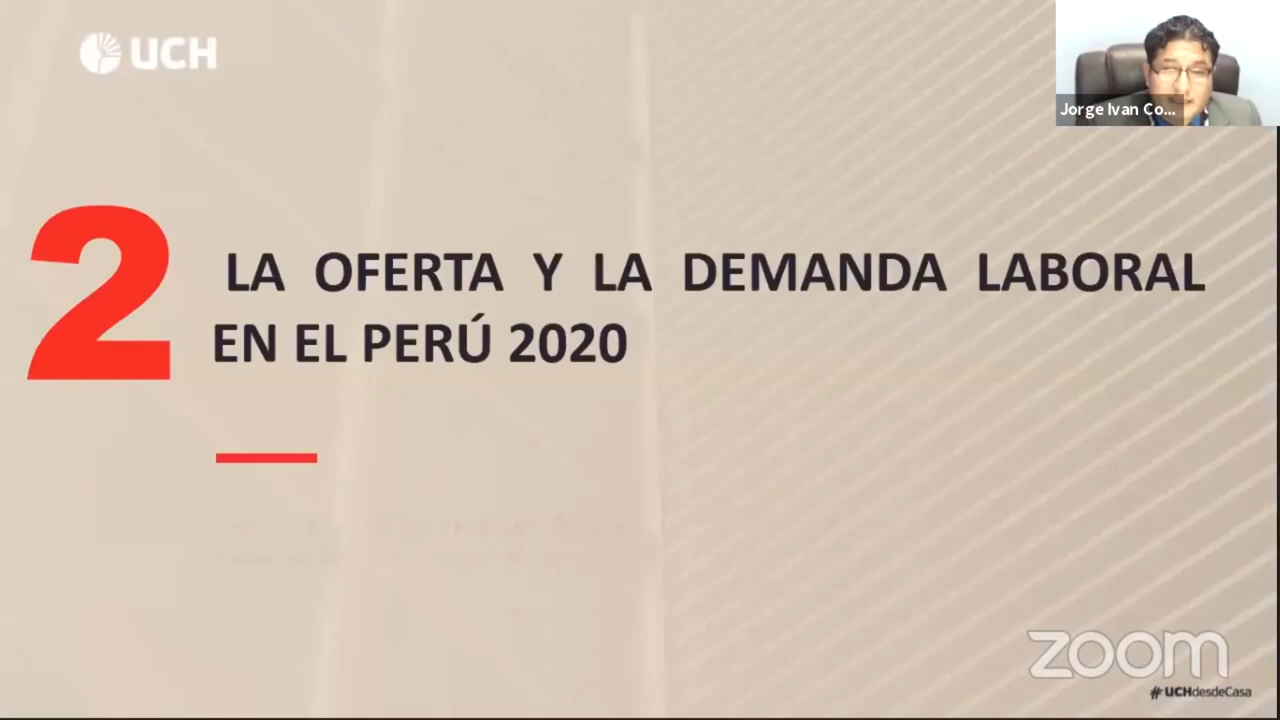 UCH
Jorge Ivan Co...
2
LA OFERTA Y LA DEMANDA LABORAL
EN EL PERÚ 2020
zoom
#UCHdesdeCasa